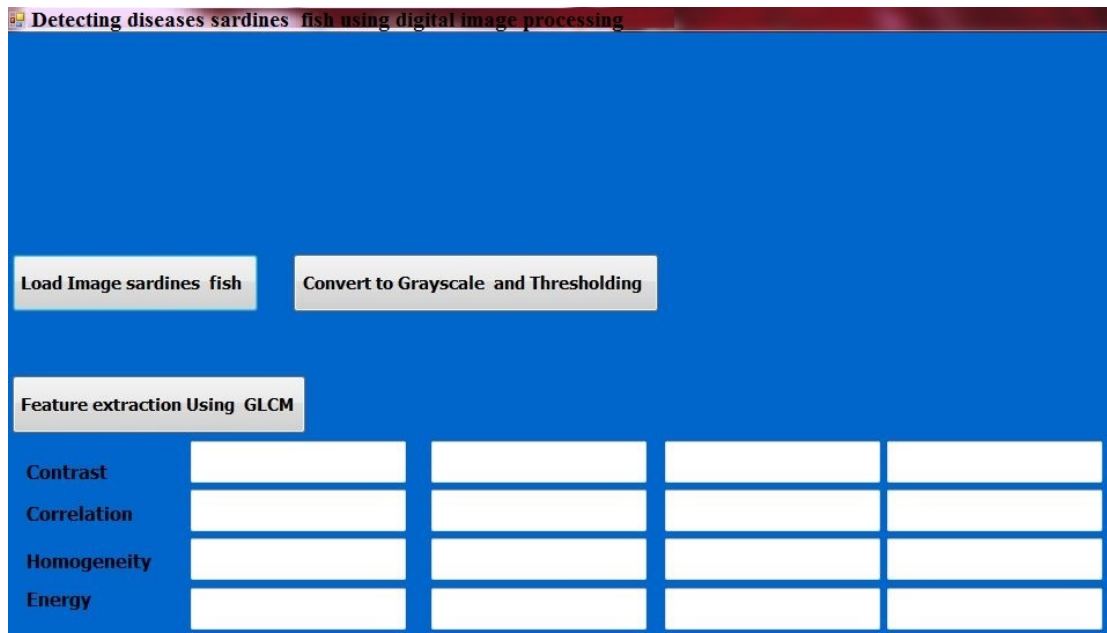 Detecting diseases sardines fish using digital image processing
Load Image sardines fish
Convert to Grayscale and Thresholding
Feature extraction Using GLCM
Contrast
Correlation
Homogeneity
Energy